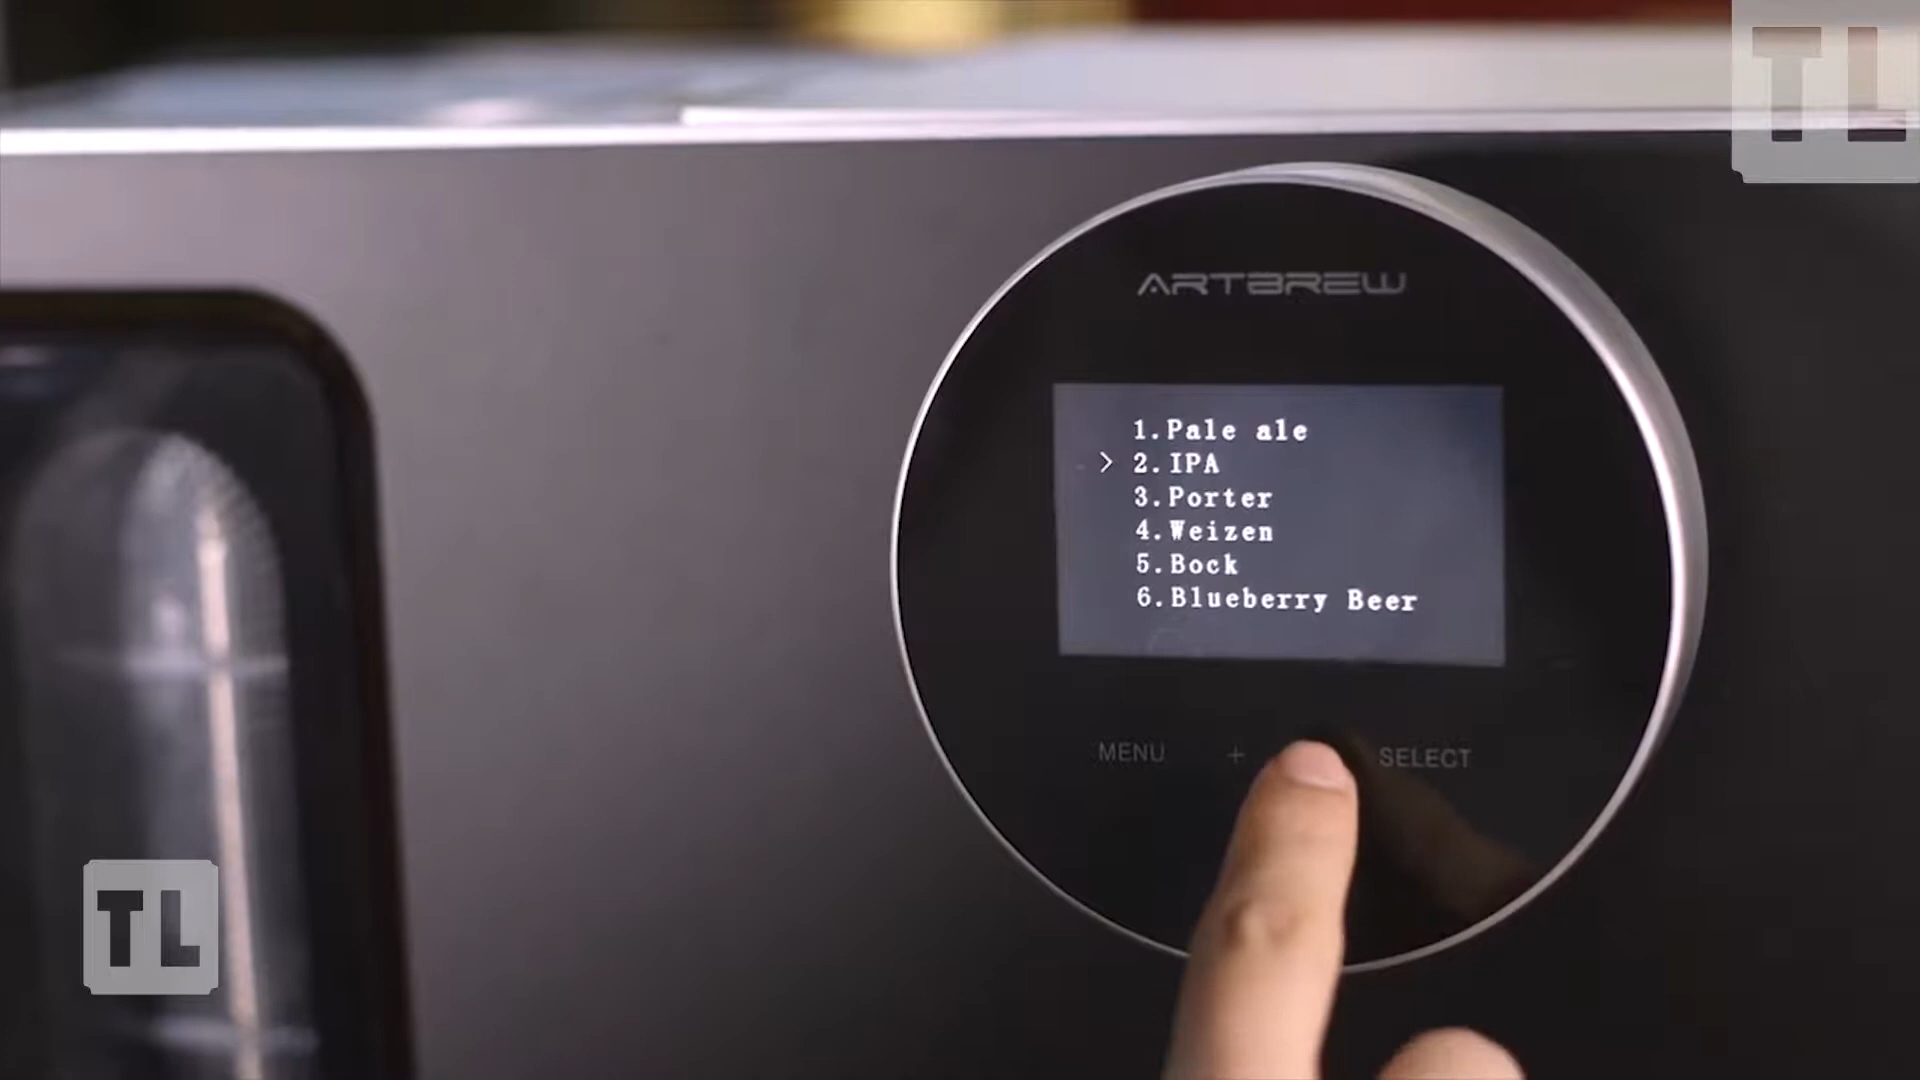 TL
ARTBREW
1.Pale ale
> 2.IPA
3.Porter
4.Weizen
5.Bock
6.Blueberry Beer
MENU + SELECT
TL